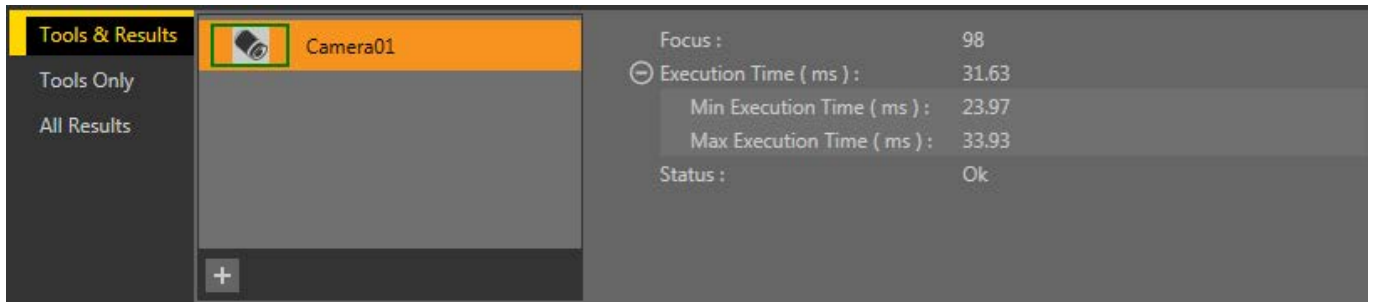 Tools & Results
Tools Only
All Results
Camera01
+
Focus : 98
Execution Time ( ms ) : 31.63
Min Execution Time ( ms ) : 23.97
Max Execution Time ( ms ) : 33.93
Status : Ok